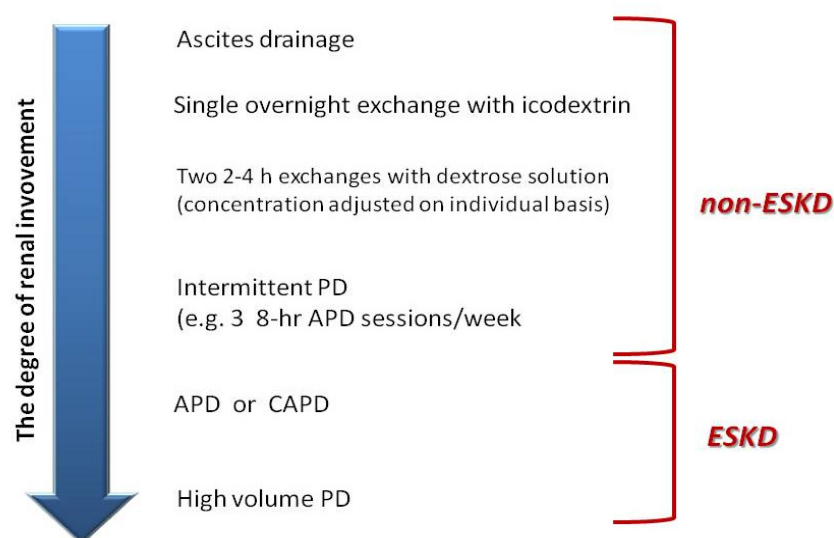 The degree of renal invovement
Ascites drainage
Single overnight exchange with icodextrin
Two 2-4 h exchanges with dextrose solution
(concentration adjusted on individual basis)
Intermittent PD
(e.g. 3  8-hr APD sessions/week
non-ESKD
APD  or  CAPD
High volume PD
ESKD